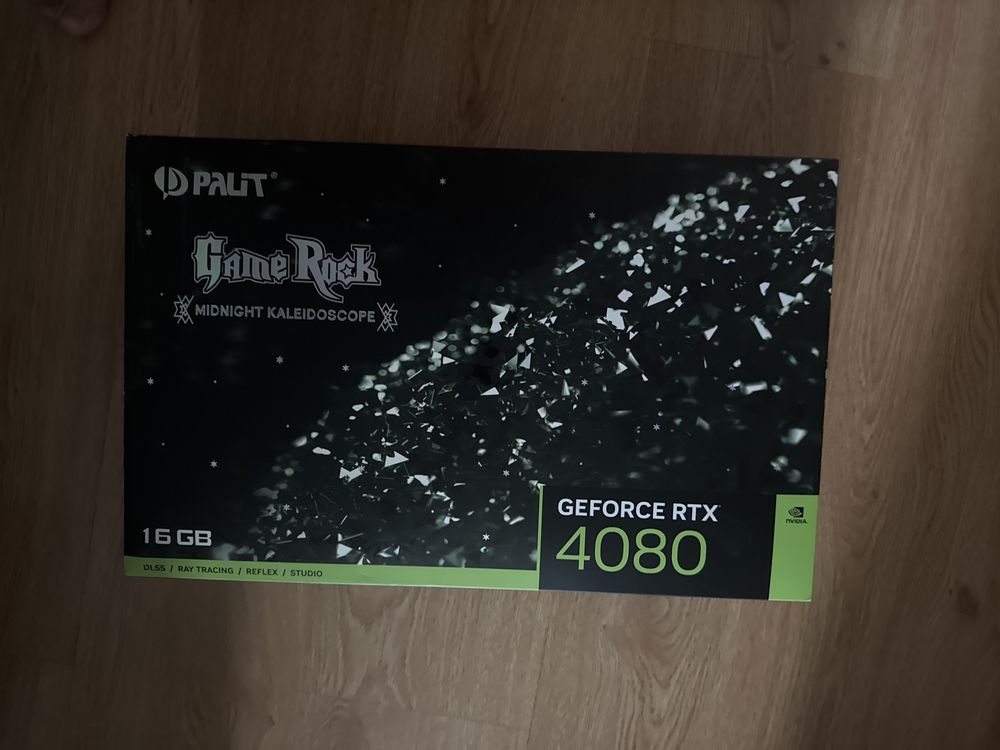 PALIT®
GAMEROCK
MIDNIGHT KALEIDOSCOPE
16 GB
DLSS / RAY TRACING / REFLEX / STUDIO
GEFORCE RTX
4080
NVIDIA.